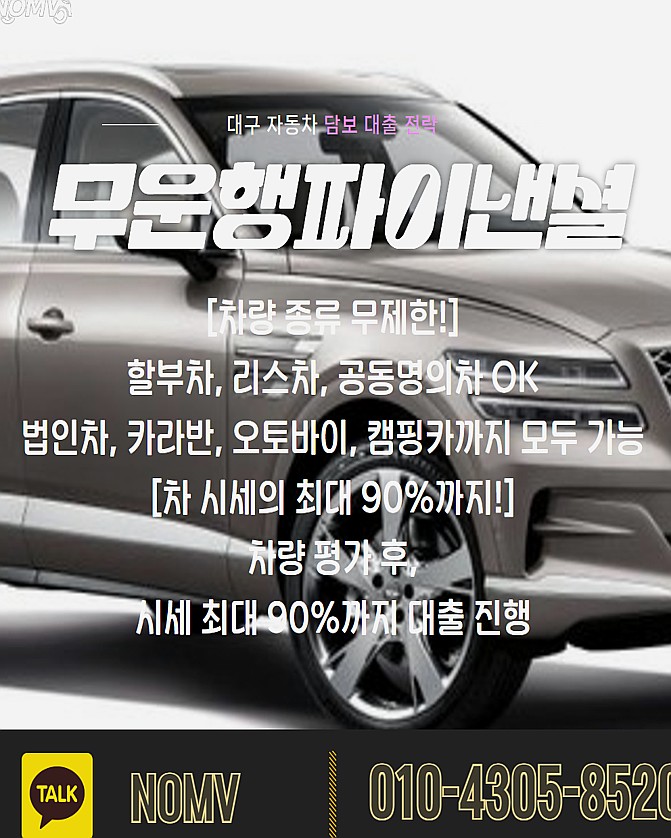 NOMV
대구 자동차 담보 대출 전략
무운행파이낸셜
[차량 종류 무제한!]
할부차, 리스차, 공동명의차 OK
법인차, 카라반, 오토바이, 캠핑카까지 모두 가능
[차 시세의 최대 90%까지!]
차량 평가 후,
시세 최대 90%까지 대출 진행
TALK
NOMV
010-4305-8520